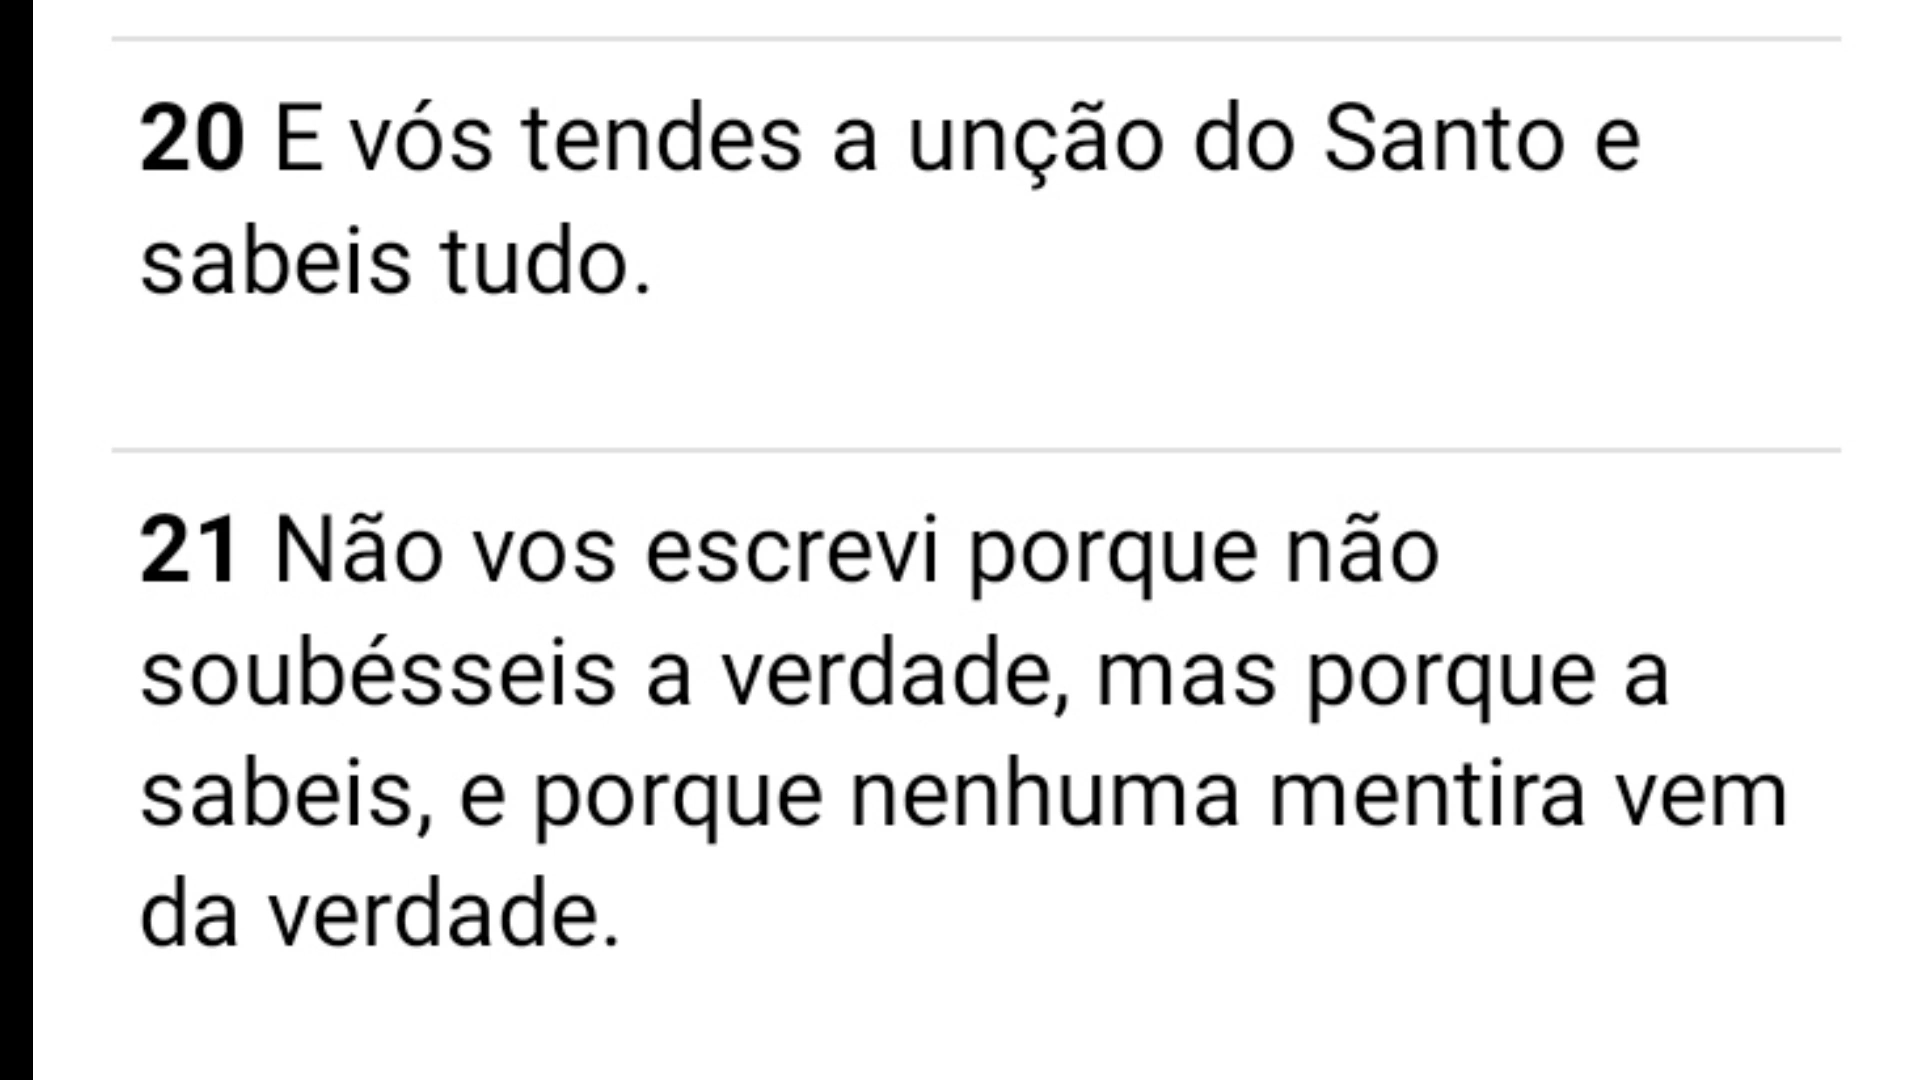 20 E vós tendes a unção do Santo e
sabeis tudo.
21 Não vos escrevi porque não
soubésseis a verdade, mas porque a
sabeis, e porque nenhuma mentira vem
da verdade.